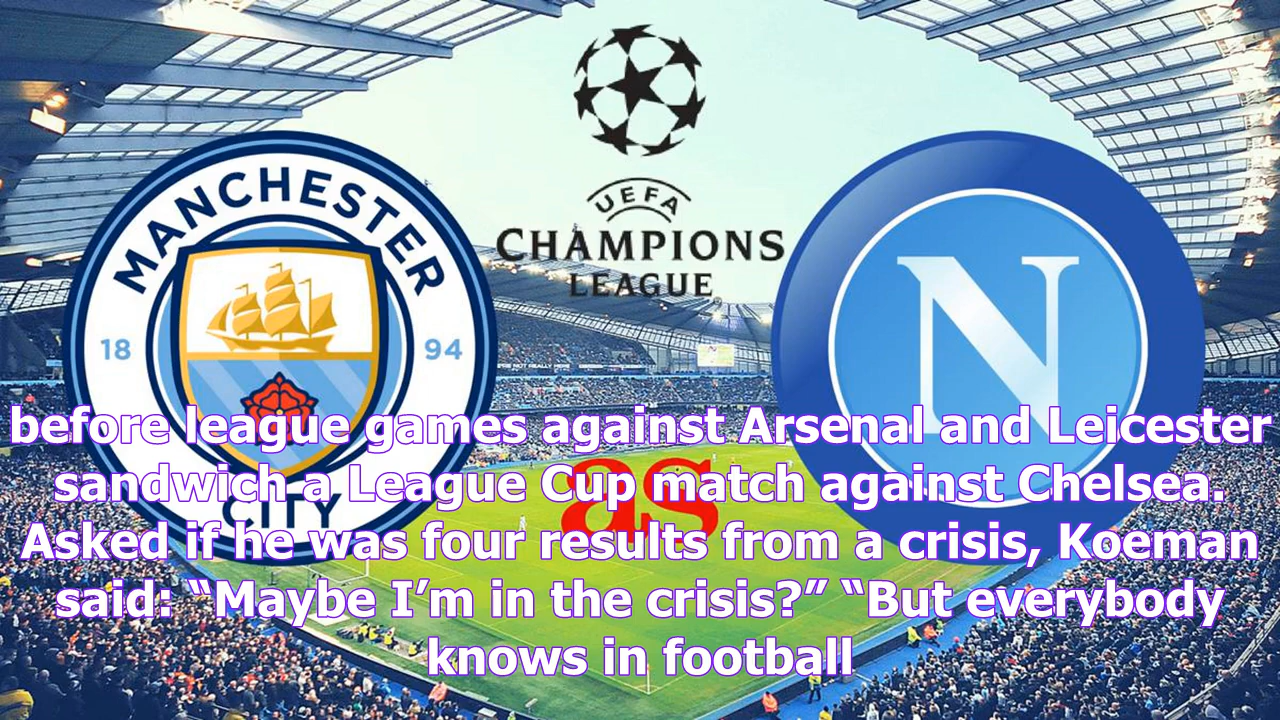 UEFA
CHAMPIONS
LEAGUE
MANCHESTER
18 94
CITY
N
as
before league games against Arsenal and Leicester
sandwich a League Cup match against Chelsea.
Asked if he was four results from a crisis, Koeman
said: “Maybe I’m in the crisis?” “But everybody
knows in football